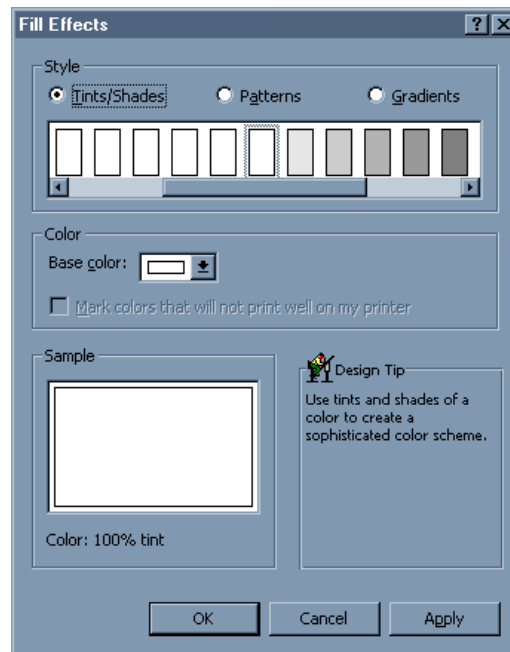 Fill Effects
Style
Tints/Shades Patterns Gradients
Color
Base color:
Mark colors that will not print well on my printer
Sample
Design Tip
Use tints and shades of a
color to create a
sophisticated color scheme.
Color: 100% tint
OK Cancel Apply